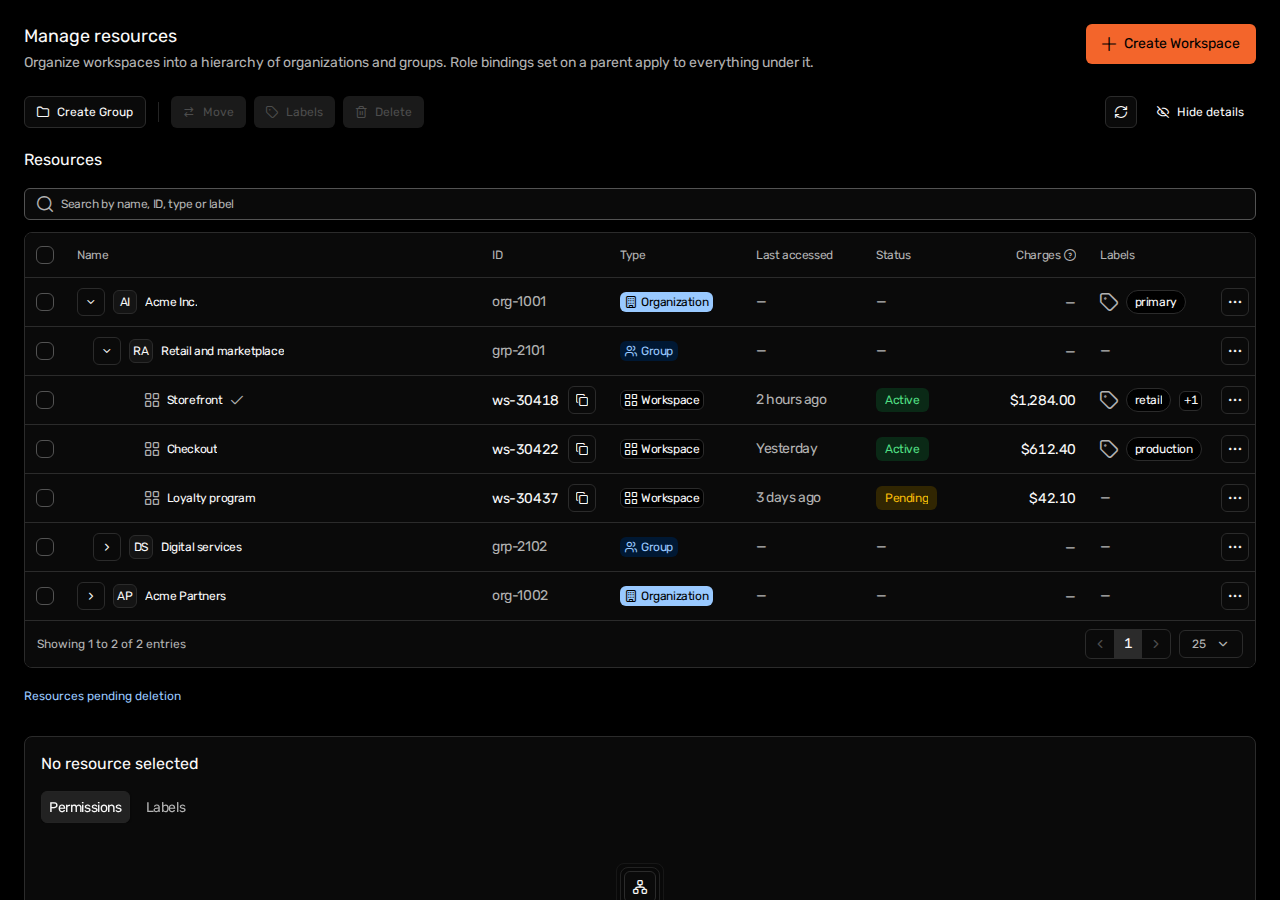 Manage resources
Create Workspace
Organize workspaces into a hierarchy of organizations and groups. Role bindings set on a parent apply to everything under it.
Create Group Move Labels Delete Hide details
Resources
Search by name, ID, type or label
Name ID Type Last accessed Status Charges Labels
AI Acme Inc. org-1001 Organization – – – primary
RA Retail and marketplace grp-2101 Group – – – –
Storefront ws-30418 Workspace 2 hours ago Active $1,284.00 retail +1
Checkout ws-30422 Workspace Yesterday Active $612.40 production
Loyalty program ws-30437 Workspace 3 days ago Pending $42.10 –
DS Digital services grp-2102 Group – – – –
AP Acme Partners org-1002 Organization – – – –
Showing 1 to 2 of 2 entries 1 25
Resources pending deletion
No resource selected
Permissions Labels